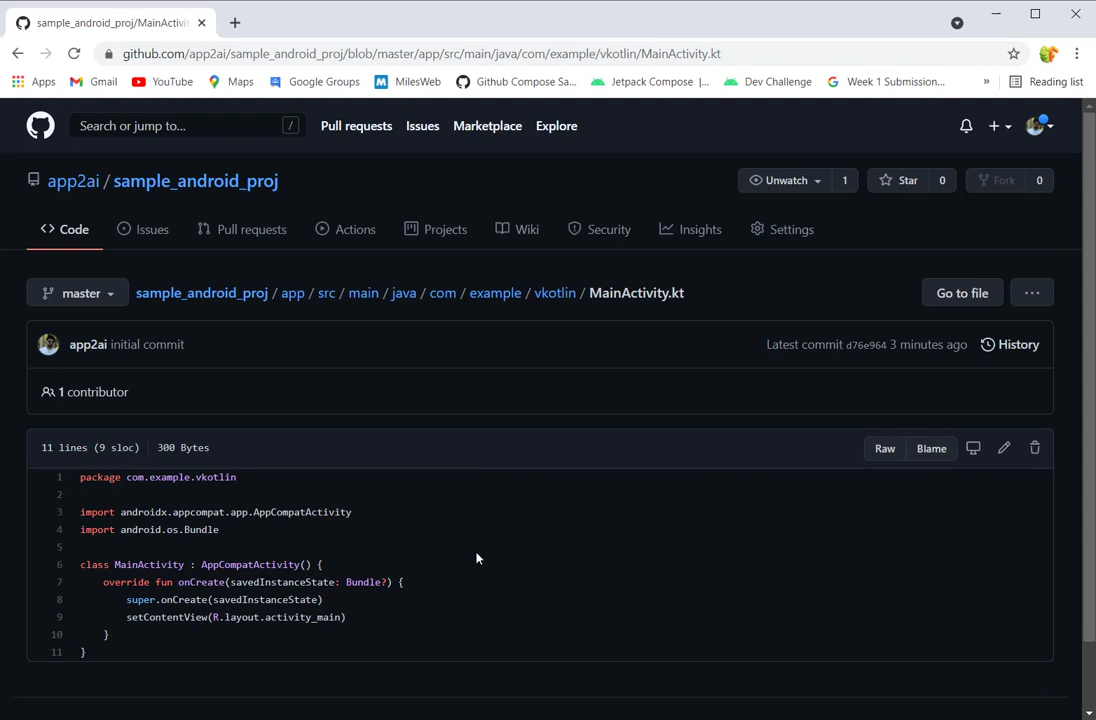 sample_android_proj/MainActivit
github.com/app2ai/sample_android_proj/blob/master/app/src/main/java/com/example/vkotlin/MainActivity.kt
Apps Gmail YouTube Maps Google Groups MilesWeb Github Compose Sa... Jetpack Compose |... Dev Challenge Week 1 Submission... » Reading list
Search or jump to... / Pull requests Issues Marketplace Explore
app2ai / sample_android_proj Unwatch 1 Star 0 Fork 0
Code Issues Pull requests Actions Projects Wiki Security Insights Settings
master sample_android_proj / app / src / main / java / com / example / vkotlin / MainActivity.kt Go to file ...
app2ai initial commit Latest commit d76e964 3 minutes ago History
1 contributor
11 lines (9 sloc) 300 Bytes Raw Blame
1 package com.example.vkotlin
2
3 import androidx.appcompat.app.AppCompatActivity
4 import android.os.Bundle
5
6 class MainActivity : AppCompatActivity() {
7 override fun onCreate(savedInstanceState: Bundle?) {
8 super.onCreate(savedInstanceState)
9 setContentView(R.layout.activity_main)
10 }
11 }